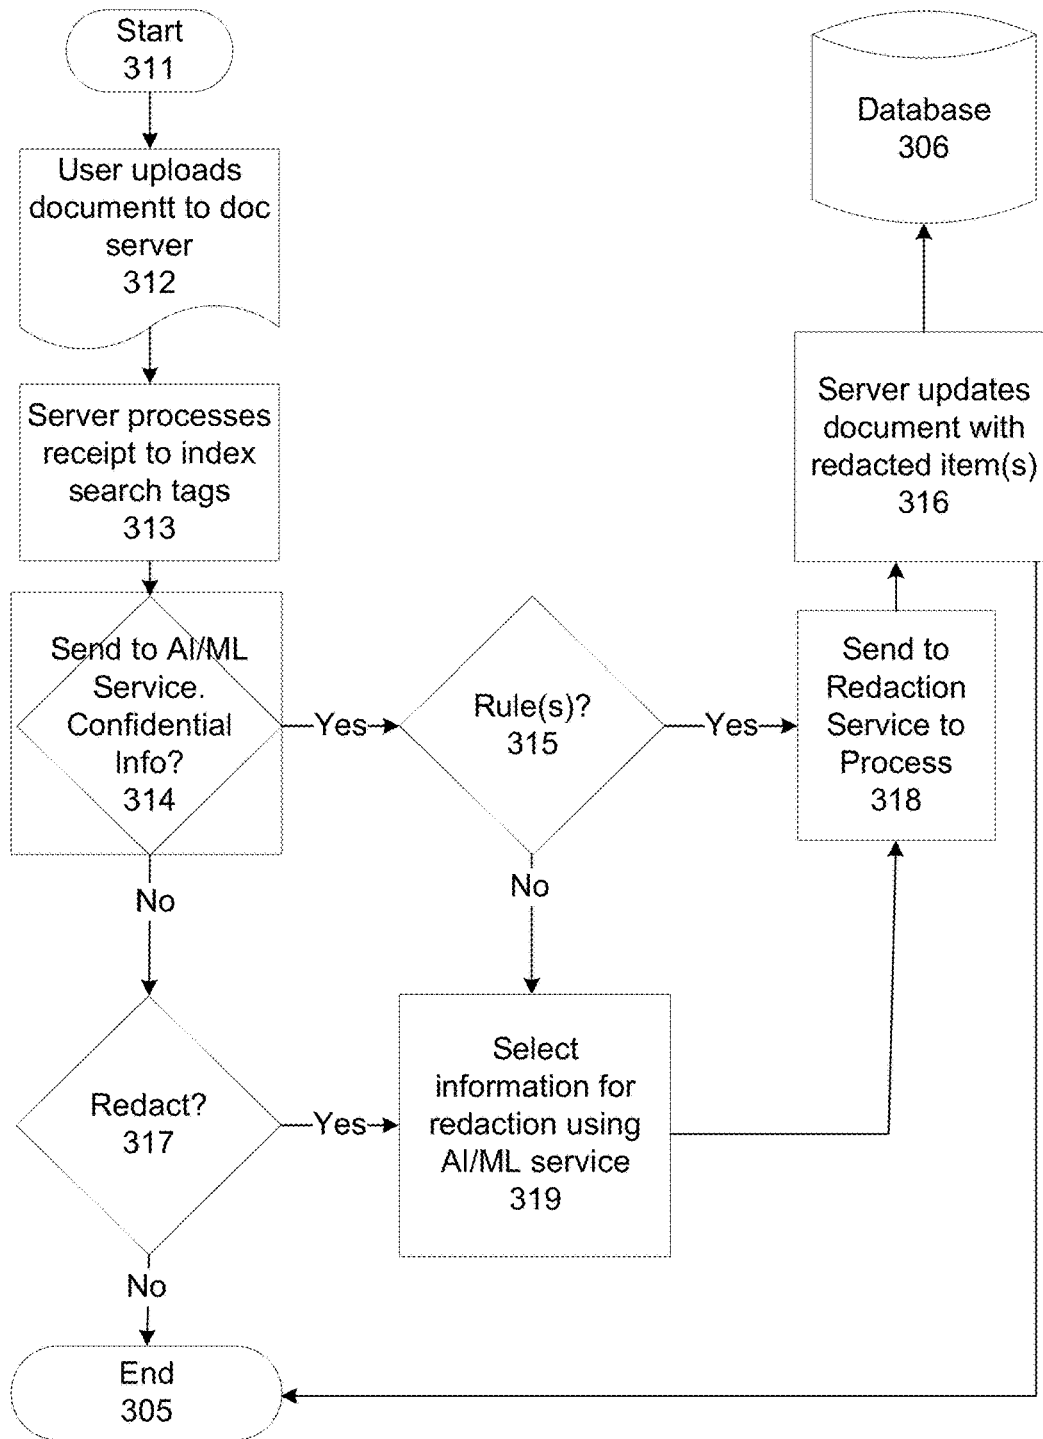 Start
311
User uploads
documentt to doc
server
312
Server processes
receipt to index
search tags
313
Send to AI/ML
Service.
Confidential
Info?
314
Yes
Rule(s)?
315
Yes
Send to
Redaction
Service to
Process
318
Server updates
document with
redacted item(s)
316
Database
306
No
No
Redact?
317
Yes
Select
information for
redaction using
AI/ML service
319
No
End
305